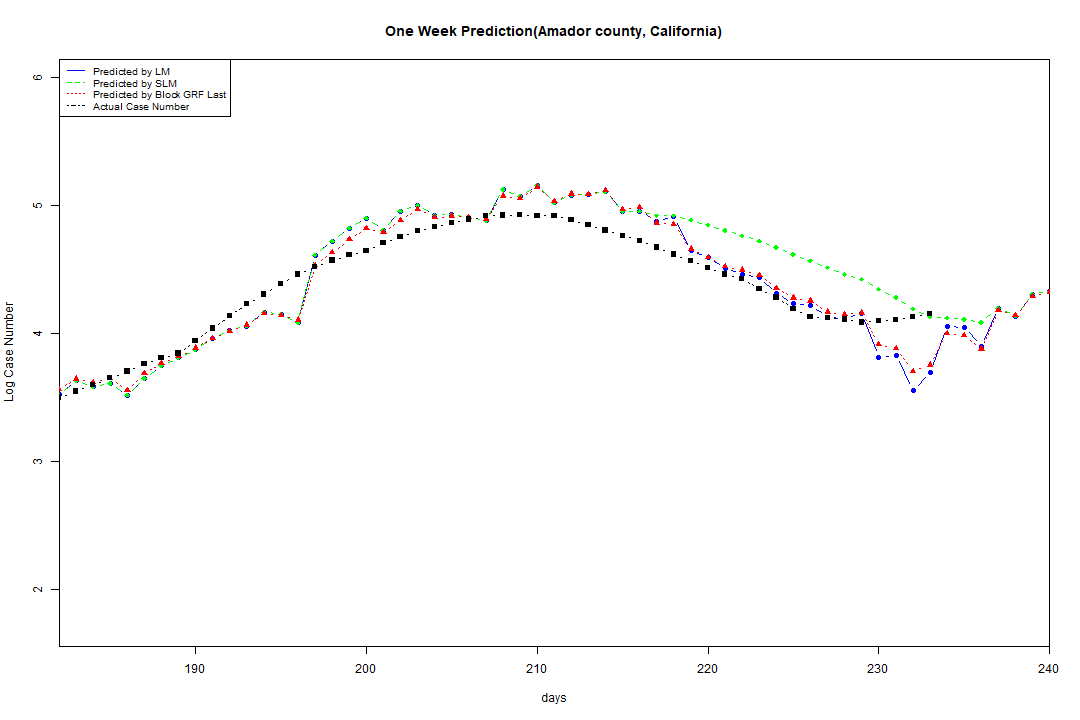 One Week Prediction(Amador county, California)
Predicted by LM
Predicted by SLM
Predicted by Block GRF Last
Actual Case Number
6
5
4
3
2
Log Case Number
190
200
210
220
230
240
days